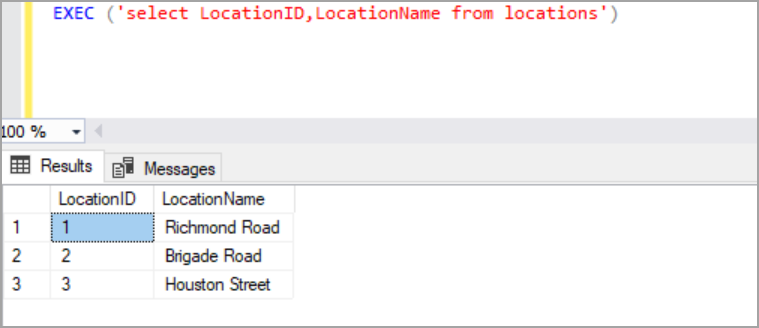 EXEC ('select LocationID,LocationName from locations')
100 %
Results Messages
LocationID LocationName
1 1 Richmond Road
2 2 Brigade Road
3 3 Houston Street